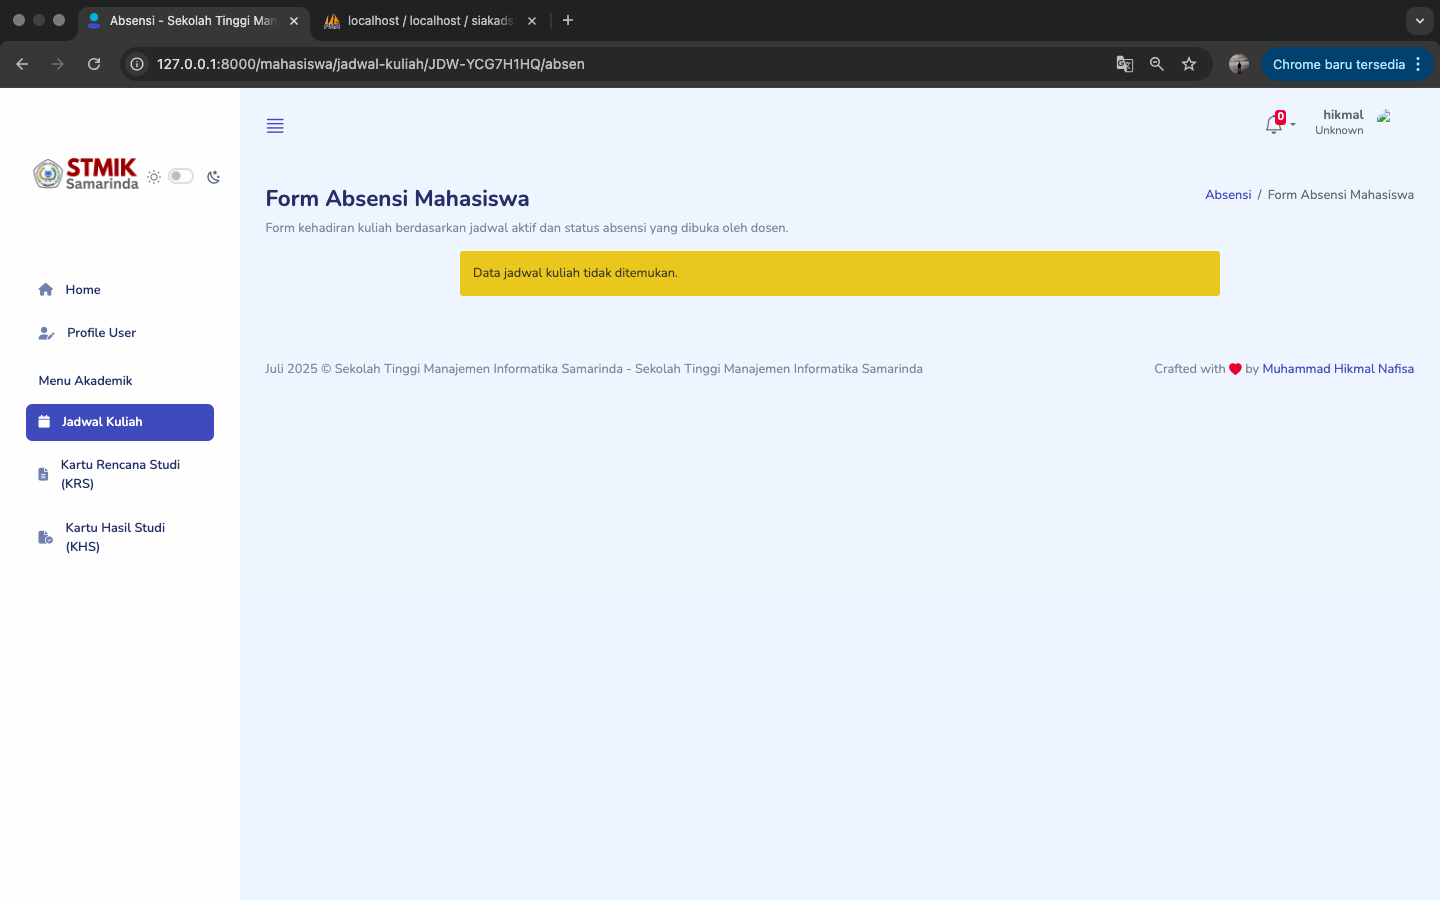 Absensi - Sekolah Tinggi Man
localhost / localhost / siakads
127.0.0.1:8000/mahasiswa/jadwal-kuliah/JDW-YCG7H1HQ/absen
Chrome baru tersedia
STMIK
Samarinda
0
hikmal
Unknown
Form Absensi Mahasiswa
Absensi / Form Absensi Mahasiswa
Form kehadiran kuliah berdasarkan jadwal aktif dan status absensi yang dibuka oleh dosen.
Data jadwal kuliah tidak ditemukan.
Home
Profile User
Menu Akademik
Jadwal Kuliah
Kartu Rencana Studi
(KRS)
Kartu Hasil Studi
(KHS)
Juli 2025 © Sekolah Tinggi Manajemen Informatika Samarinda - Sekolah Tinggi Manajemen Informatika Samarinda
Crafted with ❤ by Muhammad Hikmal Nafisa